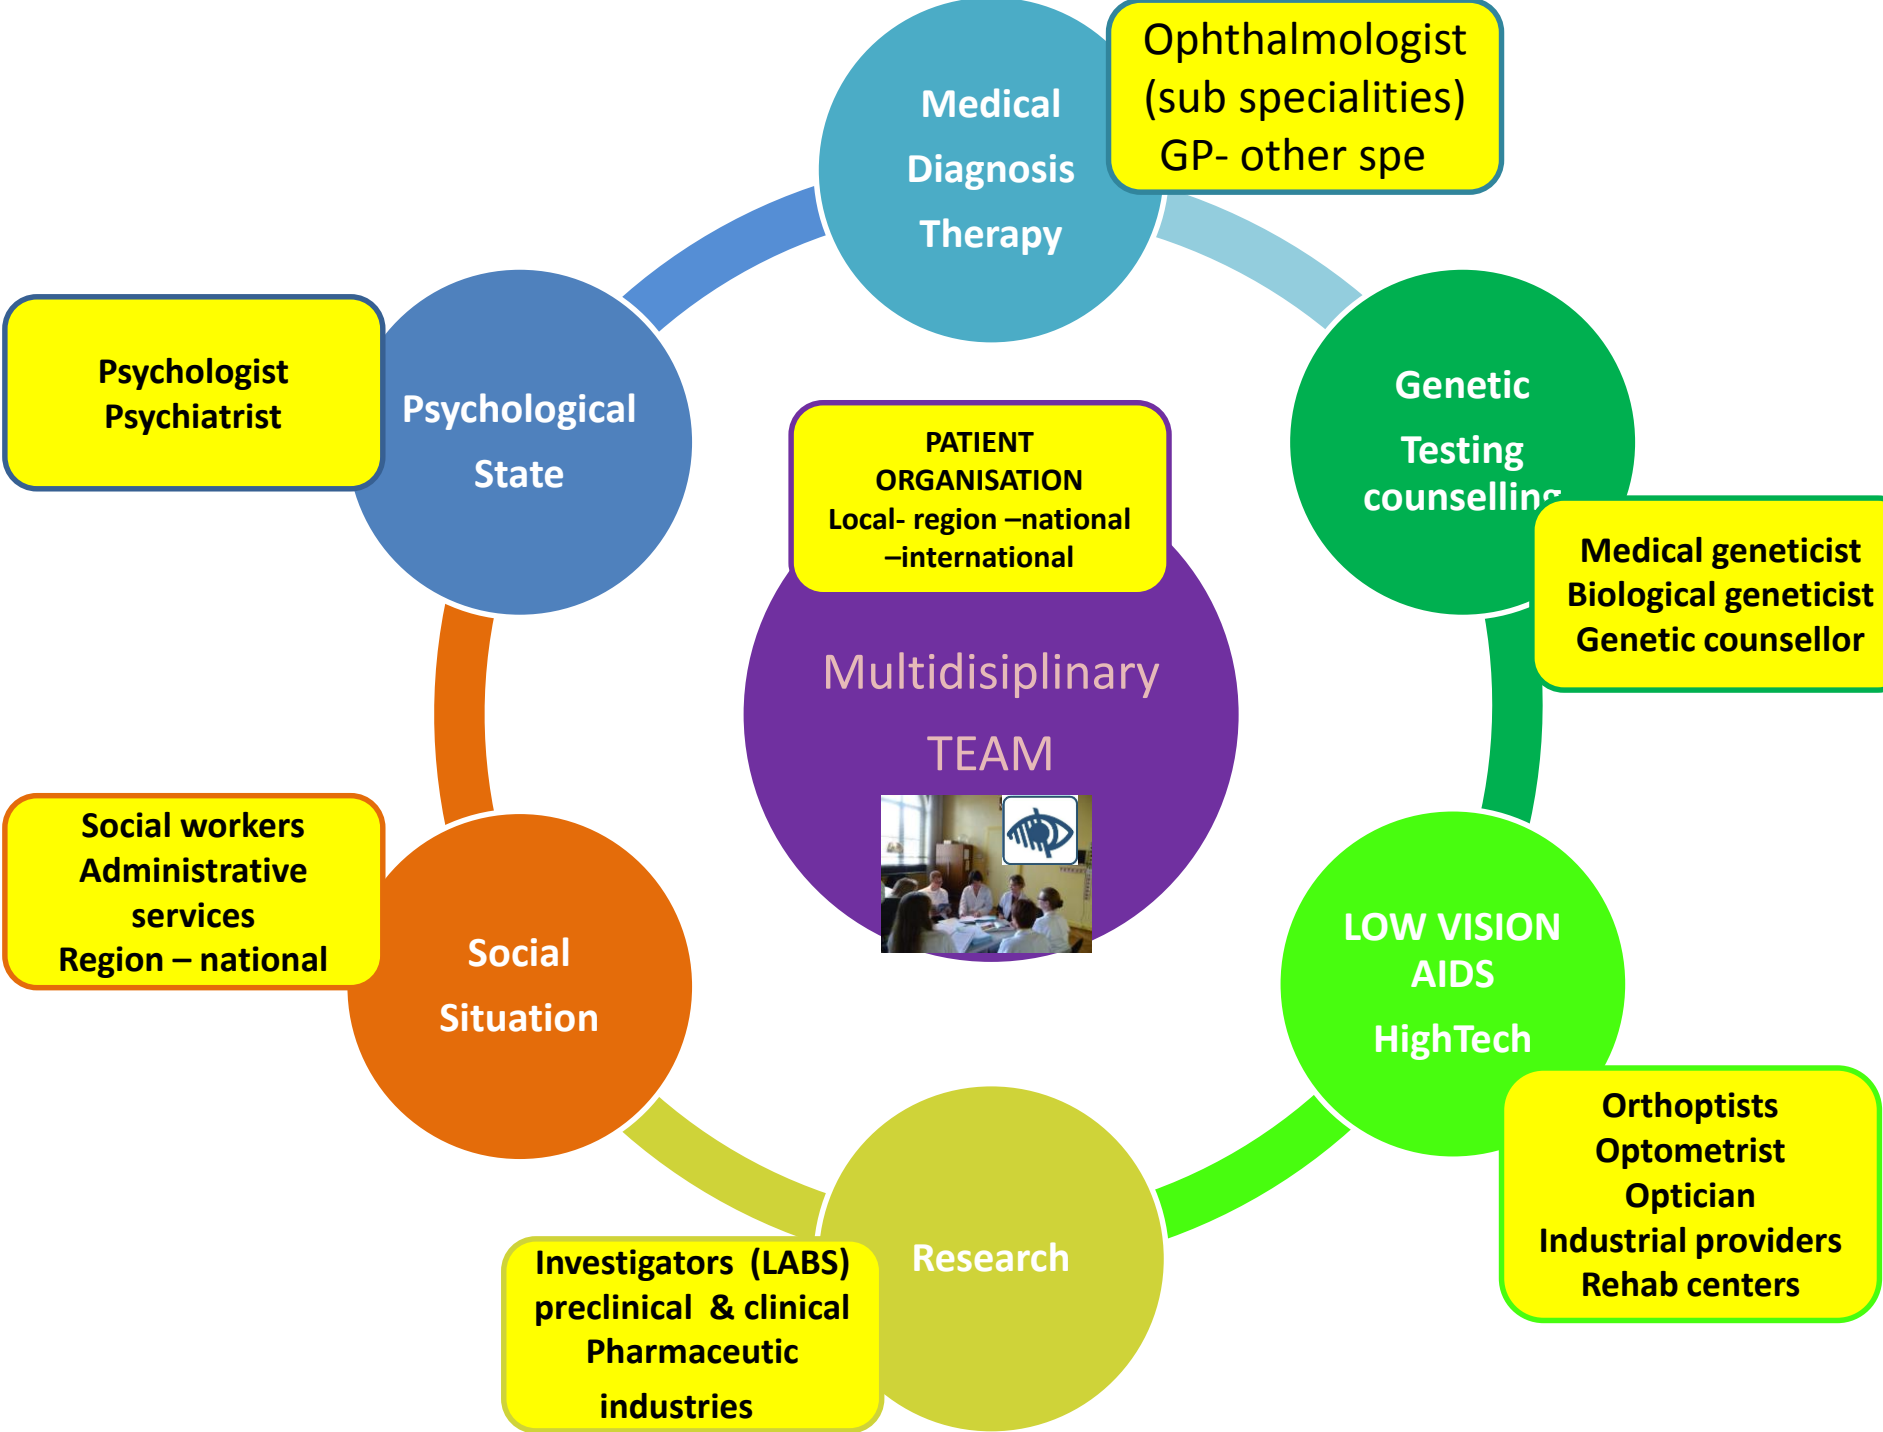 Ophthalmologist
(sub specialities)
GP- other spe
Medical
Diagnosis
Therapy
Psychologist
Psychiatrist
Psychological
State
Genetic
Testing
counselling
PATIENT
ORGANISATION
Local- region –national
–international
Medical geneticist
Biological geneticist
Genetic counsellor
Multidisiplinary
TEAM
Social workers
Administrative
services
Region – national
Social
Situation
LOW VISION
AIDS
HighTech
Orthoptists
Optometrist
Optician
Industrial providers
Rehab centers
Research
Investigators (LABS)
preclinical & clinical
Pharmaceutic
industries